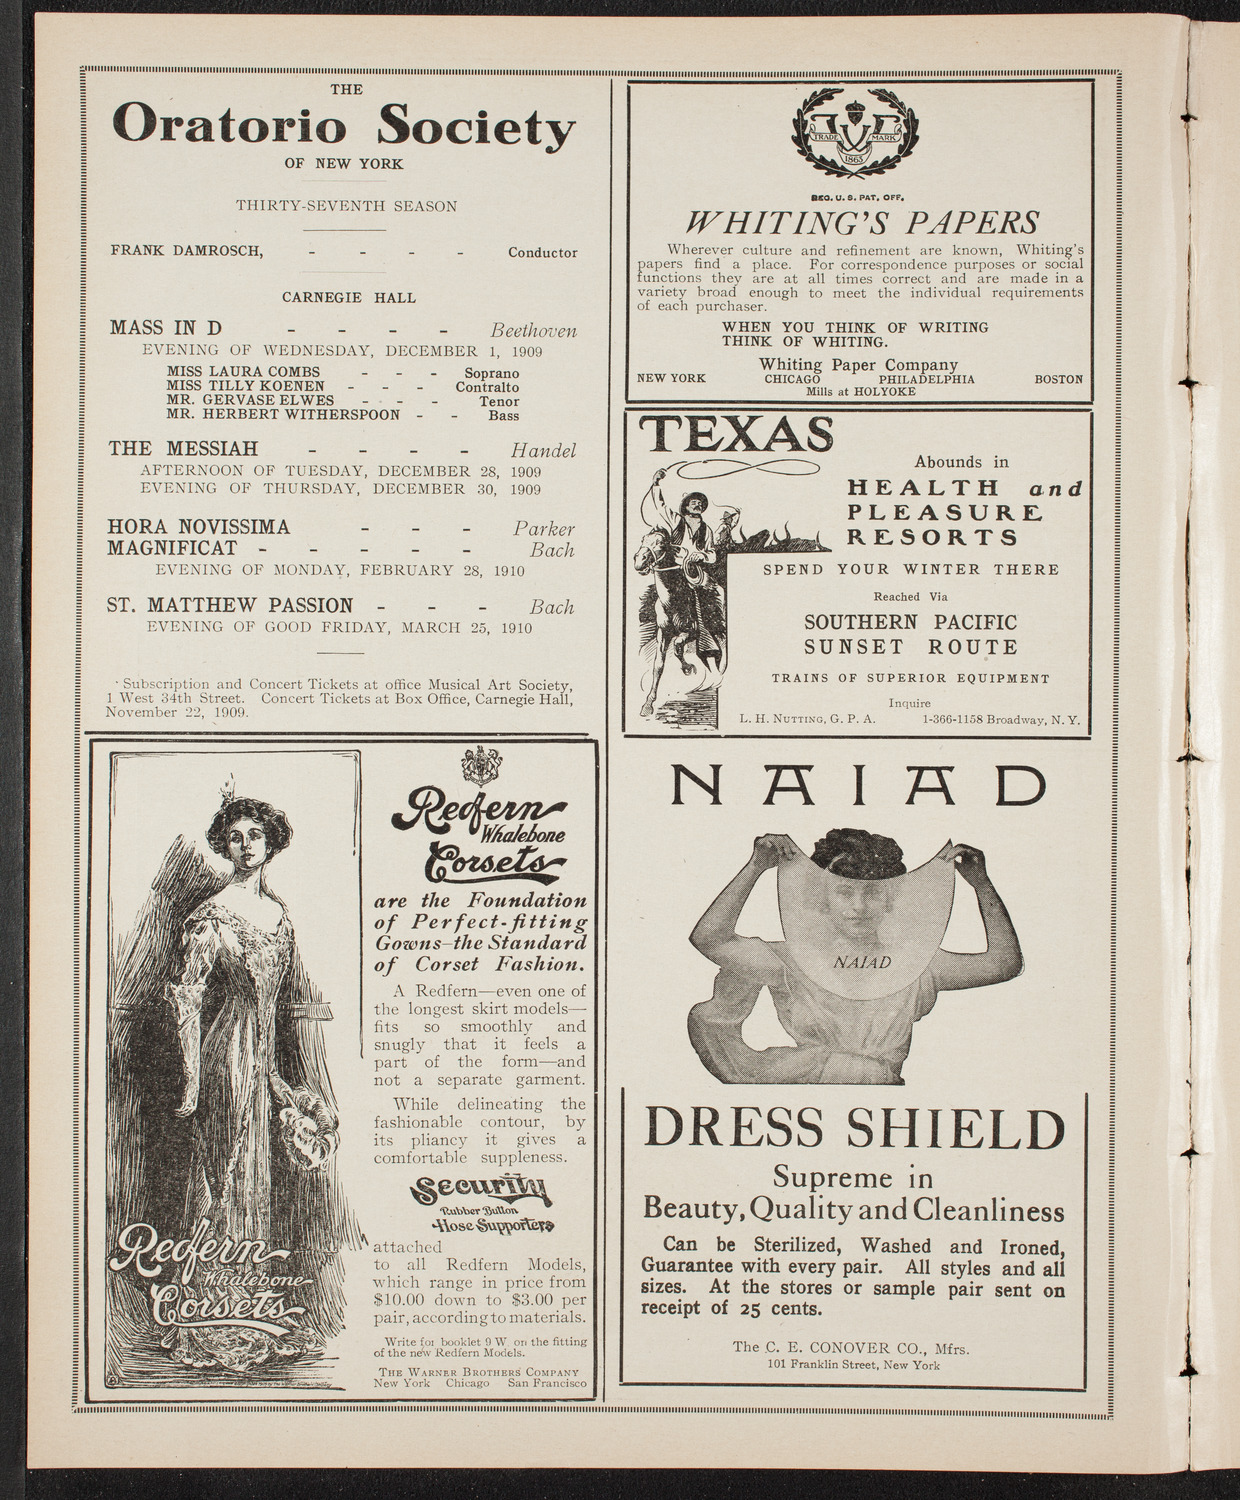 THE
Oratorio Society
OF NEW YORK
THIRTY-SEVENTH SEASON
FRANK DAMROSCH, - - - - Conductor
CARNEGIE HALL
MASS IN D - - - - Beethoven
EVENING OF WEDNESDAY, DECEMBER 1, 1909
MISS LAURA COMBS - - - Soprano
MISS TILLY KOENEN - - - Contralto
MR. GERVASE ELWES - - - Tenor
MR. HERBERT WITHERSPOON - - Bass
THE MESSIAH - - - - Handel
AFTERNOON OF TUESDAY, DECEMBER 28, 1909
EVENING OF THURSDAY, DECEMBER 30, 1909
HORA NOVISSIMA - - - Parker
MAGNIFICAT - - - - - Bach
EVENING OF MONDAY, FEBRUARY 28, 1910
ST. MATTHEW PASSION - - - Bach
EVENING OF GOOD FRIDAY, MARCH 25, 1910
Subscription and Concert Tickets at office Musical Art Society,
1 West 34th Street. Concert Tickets at Box Office, Carnegie Hall,
November 22, 1909.
Redfern
Whalebone
Corsets
are the Foundation
of Perfect-fitting
Gowns—the Standard
of Corset Fashion.
A Redfern—even one of
the longest skirt models—
fits so smoothly and
snugly that it feels a
part of the form—and
not a separate garment.
While delineating the
fashionable contour, by
its pliancy it gives a
comfortable suppleness.
Security
Rubber Button
Hose Supporters
attached
to all Redfern Models,
which range in price from
$10.00 down to $3.00 per
pair, according to materials.
Write for booklet 9 W. on the fitting
of the new Redfern Models.
THE WARNER BROTHERS COMPANY
New York Chicago San Francisco
Redfern
Whalebone
Corsets
TRADE MARK
1865
REG. U. S. PAT. OFF.
WHITING'S PAPERS
Wherever culture and refinement are known, Whiting's
papers find a place. For correspondence purposes or social
functions they are at all times correct and are made in a
variety broad enough to meet the individual requirements
of each purchaser.
WHEN YOU THINK OF WRITING
THINK OF WHITING.
Whiting Paper Company
NEW YORK CHICAGO PHILADELPHIA BOSTON
Mills at HOLYOKE
TEXAS
Abounds in
HEALTH and
PLEASURE
RESORTS
SPEND YOUR WINTER THERE
Reached Via
SOUTHERN PACIFIC
SUNSET ROUTE
TRAINS OF SUPERIOR EQUIPMENT
Inquire
L. H. NUTTING, G. P. A. 1-366-1158 Broadway, N. Y.
NAIAD
NAIAD
DRESS SHIELD
Supreme in
Beauty, Quality and Cleanliness
Can be Sterilized, Washed and Ironed,
Guarantee with every pair. All styles and all
sizes. At the stores or sample pair sent on
receipt of 25 cents.
The C. E. CONOVER CO., Mfrs.
101 Franklin Street, New York